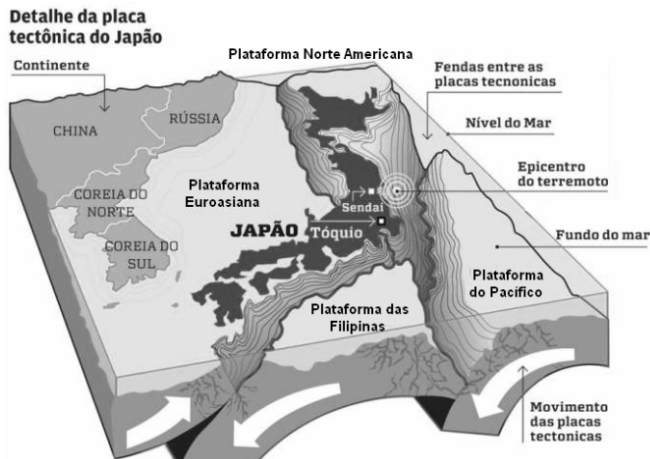 Detalhe da placa
tectônica do Japão
Plataforma Norte Americana
Continente
Fendas entre as
placas tecnonicas
Nível do Mar
RÚSSIA
CHINA
Epicentro
do terremoto
COREIA DO
NORTE
Plataforma
Euroasiana
Sendai
JAPÃO
Tóquio
COREIA DO
SUL
Fundo do mar
Plataforma
do Pacífico
Plataforma das
Filipinas
Movimento
das placas
tectonicas